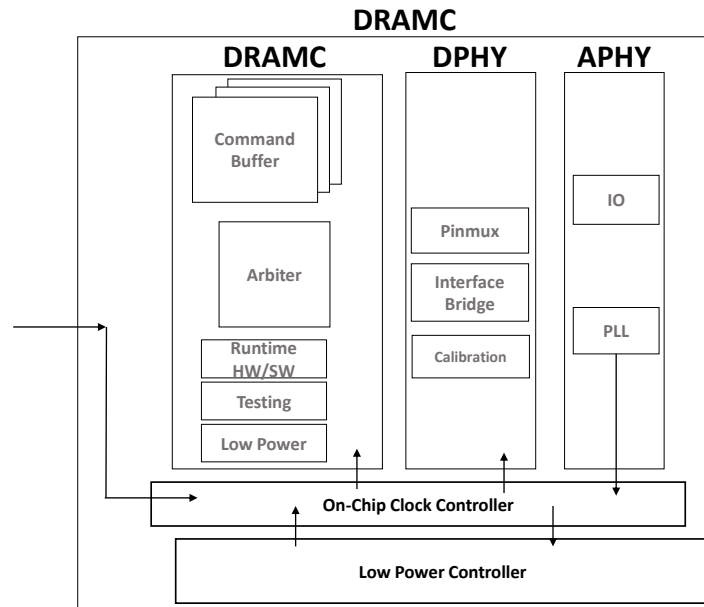 DRAMC
DRAMC
DPHY
APHY
Command
Buffer
Arbiter
Runtime
HW/SW
Testing
Low Power
Pinmux
Interface
Bridge
Calibration
IO
PLL
On-Chip Clock Controller
Low Power Controller